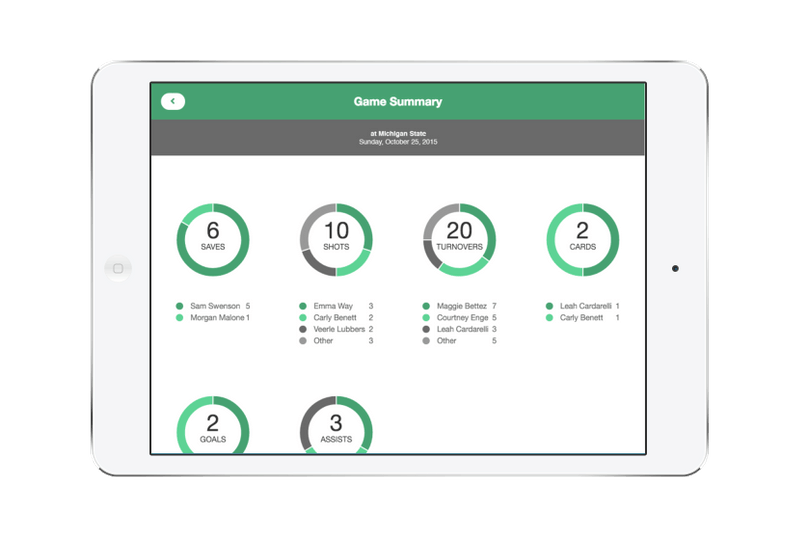 Game Summary
at Michigan State
Sunday, October 25, 2015
6
SAVES
10
SHOTS
20
TURNOVERS
2
CARDS
Sam Swenson 5
Morgan Malone 1
Emma Way 3
Carly Benett 2
Veerle Lubbers 2
Other 3
Maggie Bettez 7
Courtney Enge 5
Leah Cardarelli 3
Other 5
Leah Cardarelli 1
Carly Benett 1
2
GOALS
3
ASSISTS